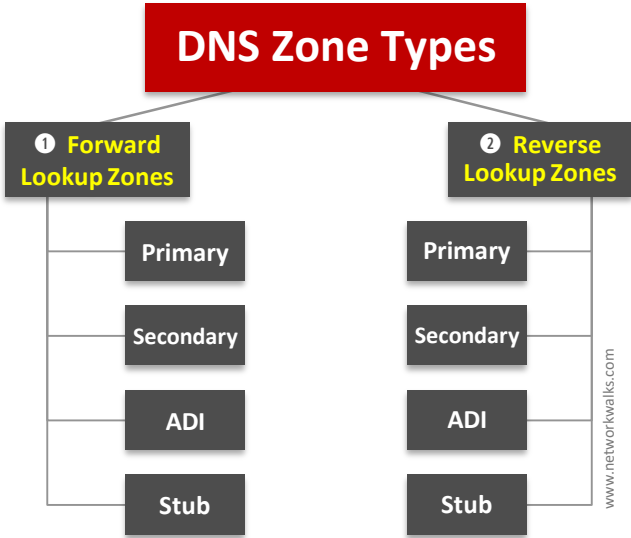 DNS Zone Types
❶ Forward
Lookup Zones
❷ Reverse
Lookup Zones
Primary
Secondary
ADI
Stub
Primary
Secondary
ADI
Stub
www.networkwalks.com